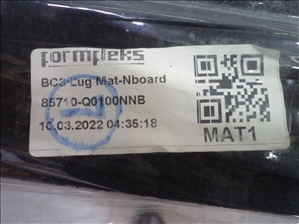 formpleks
BC3-Lug Mat-Nboard
85710-Q0100NNB
10.03.2022 04:35:18
MAT1